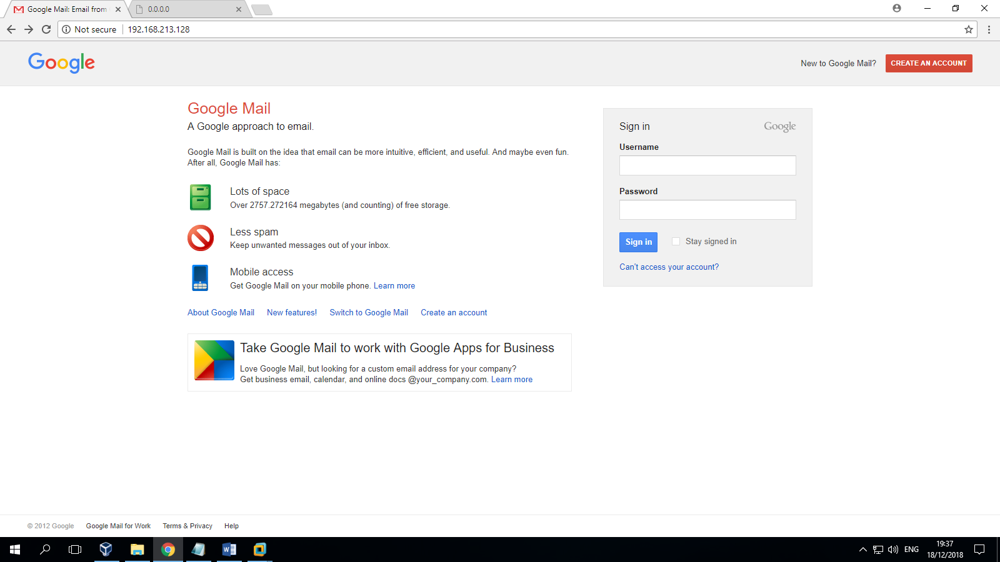 Google Mail: Email from
0.0.0.0
Not secure
192.168.213.128
Google
New to Google Mail?
CREATE AN ACCOUNT
Google Mail
A Google approach to email.
Google Mail is built on the idea that email can be more intuitive, efficient, and useful. And maybe even fun.
After all, Google Mail has:
Lots of space
Over 2757.272164 megabytes (and counting) of free storage.
Less spam
Keep unwanted messages out of your inbox.
Mobile access
Get Google Mail on your mobile phone. Learn more
About Google Mail
New features!
Switch to Google Mail
Create an account
Take Google Mail to work with Google Apps for Business
Love Google Mail, but looking for a custom email address for your company?
Get business email, calendar, and online docs @your_company.com. Learn more
Sign in
Google
Username
Password
Sign in
Stay signed in
Can't access your account?
© 2012 Google
Google Mail for Work
Terms & Privacy
Help
ENG
19:37
18/12/2018